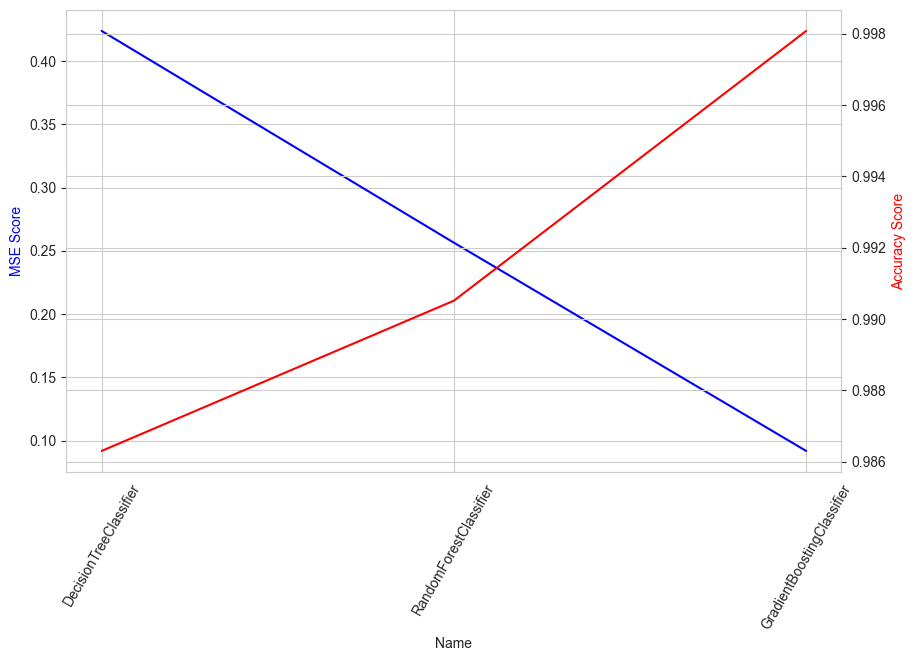 MSE Score
0.40
0.35
0.30
0.25
0.20
0.15
0.10
0.998
0.996
0.994
0.992
0.990
0.988
0.986
Accuracy Score
DecisionTreeClassifier
RandomForestClassifier
GradientBoostingClassifier
Name